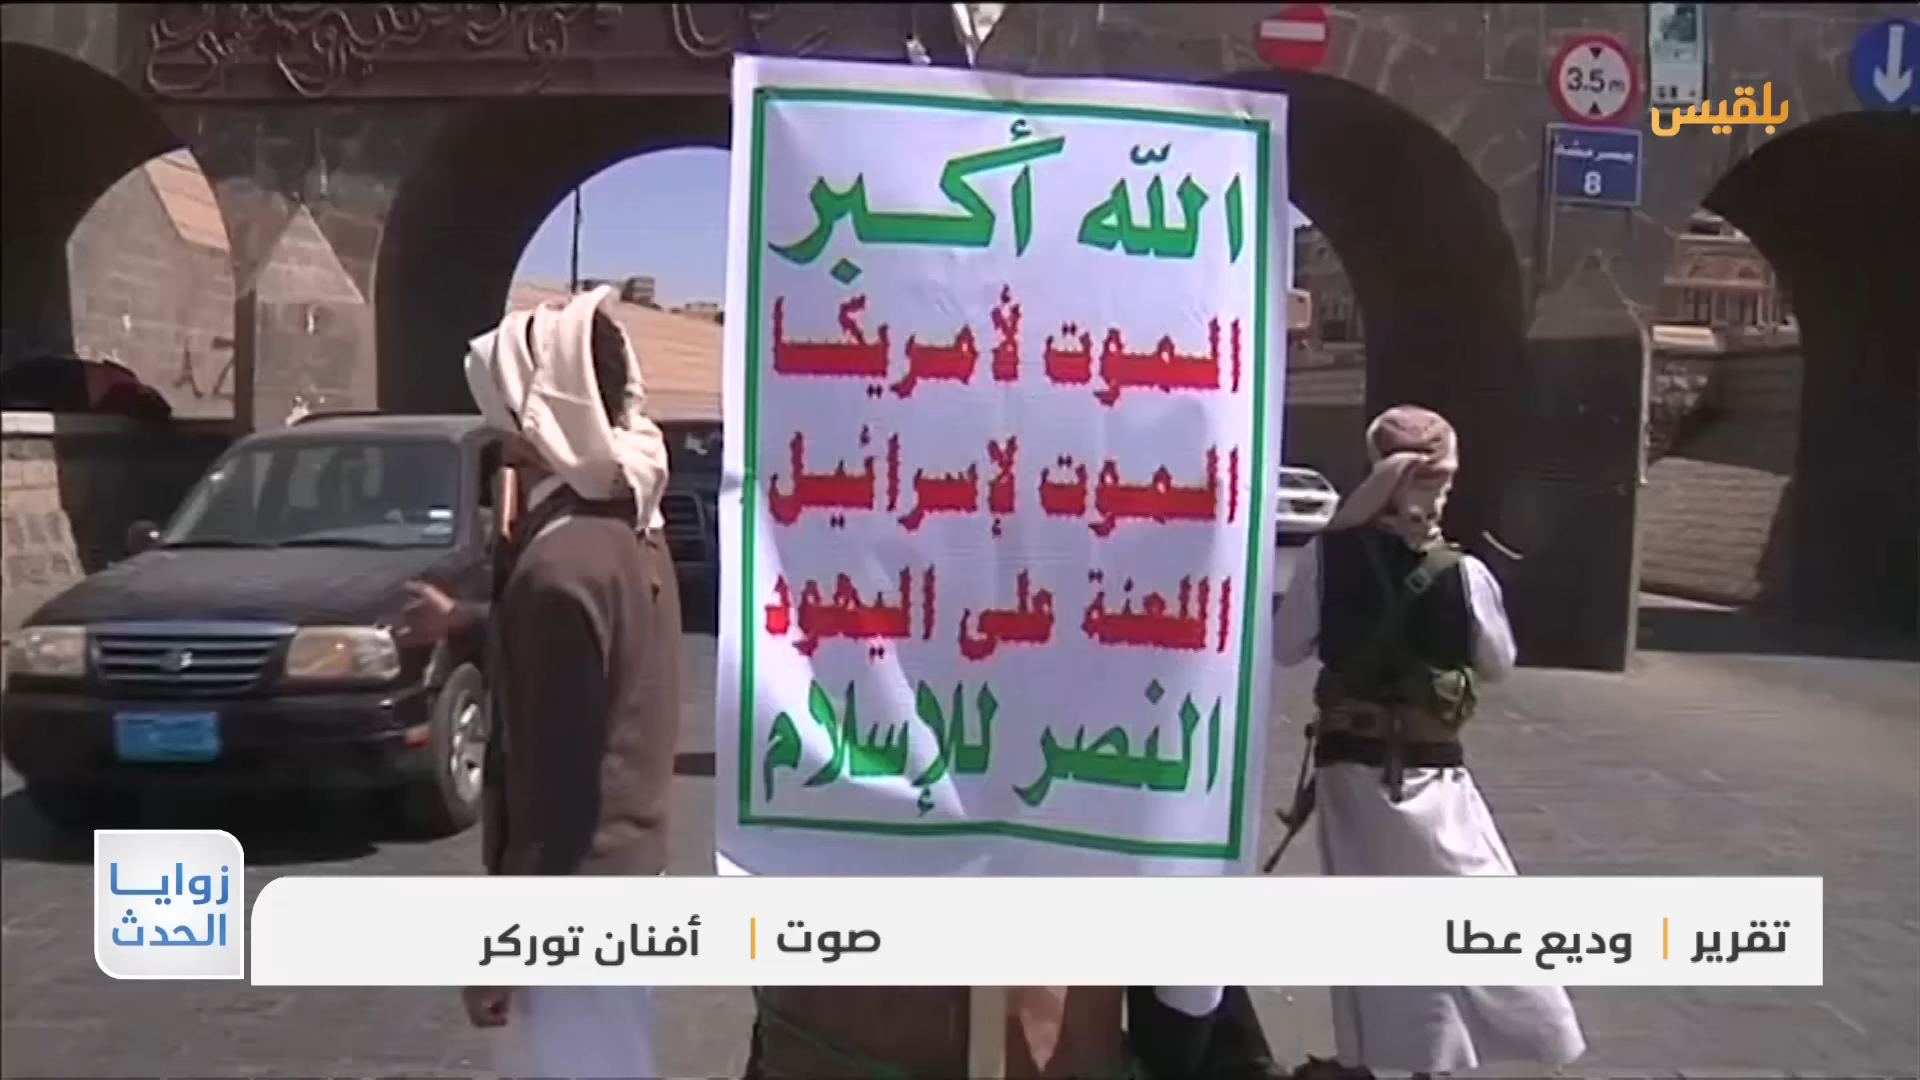 3.5m
بلقيس
8
الله أكبر
الموت لأمريكا
الموت لإسرائيل
اللعنة على اليهود
النصر للإسلام
زوايا
الحدث
تقرير | وديع عطا
صوت | أفنان توركر